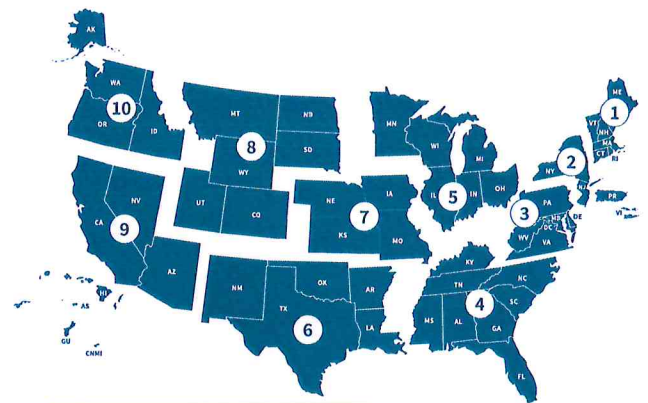 AK
WA
ME
10
1
MT
ND
MN
VT
NH
OR
ID
8
WI
MA
SD
MI
NY
2
CT
RI
WY
NV
IA
OH
PA
NJ
PR
NE
5
IL
IN
3
MD
DE
VI
UT
CO
7
DC
CA
WV
VA
9
KS
MO
KY
AZ
OK
TN
NC
HI
NM
AR
4
SC
AS
TX
MS
AL
GA
6
LA
GU
CNMI
FL